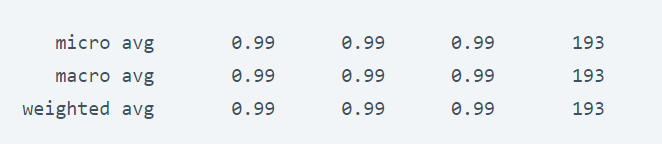 micro avg 0.99 0.99 0.99 193
macro avg 0.99 0.99 0.99 193
weighted avg 0.99 0.99 0.99 193